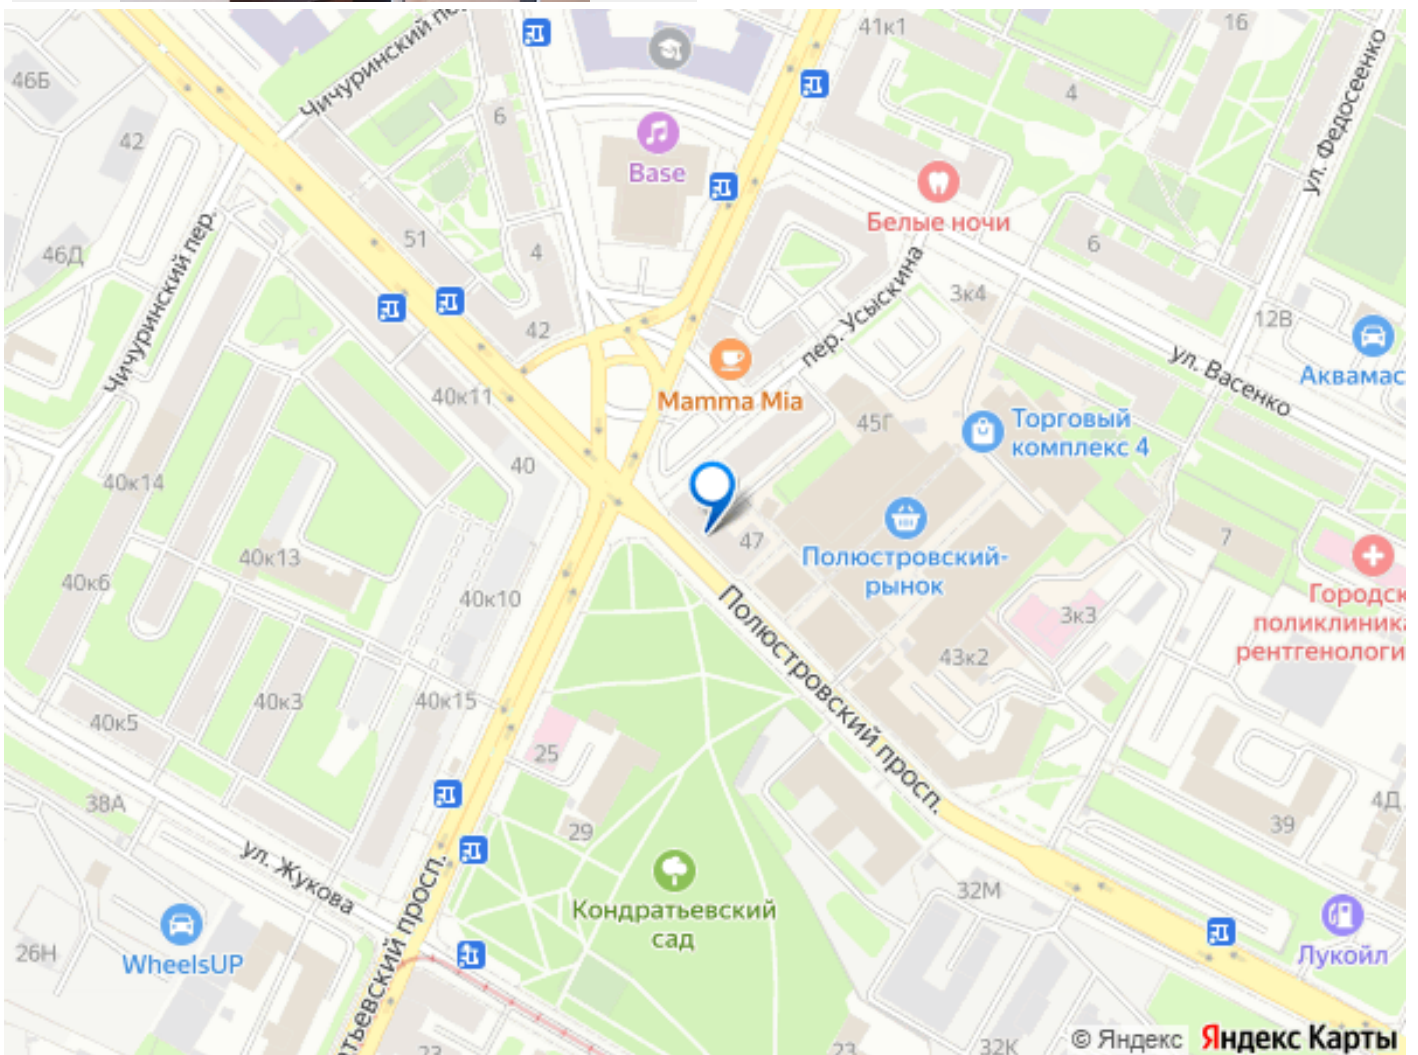 46Б
42
Чичуринский пер.
6
41к1
16
4
ул. Федосеенко
Base
Белые ночи
46Д
Чичуринский пер.
51
4
42
6
3к4
12В
пер. Усыскина
ул. Васенко
Аквамас
Mamma Mia
40к11
40
45Г
Торговый
комплекс 4
40к14
40к13
40к6
40к10
47
Полюстровский
рынок
7
Городск
поликлиника
рентгенологи
3к3
43к2
Полюстровский просп.
40к5
40к3
40к15
25
29
38А
ул. Жукова
39
4Д
Кондратьевский
сад
32М
26Н
WheelsUP
тьевский просп.
Лукойл
23
23
32К
© Яндекс Яндекс Карты